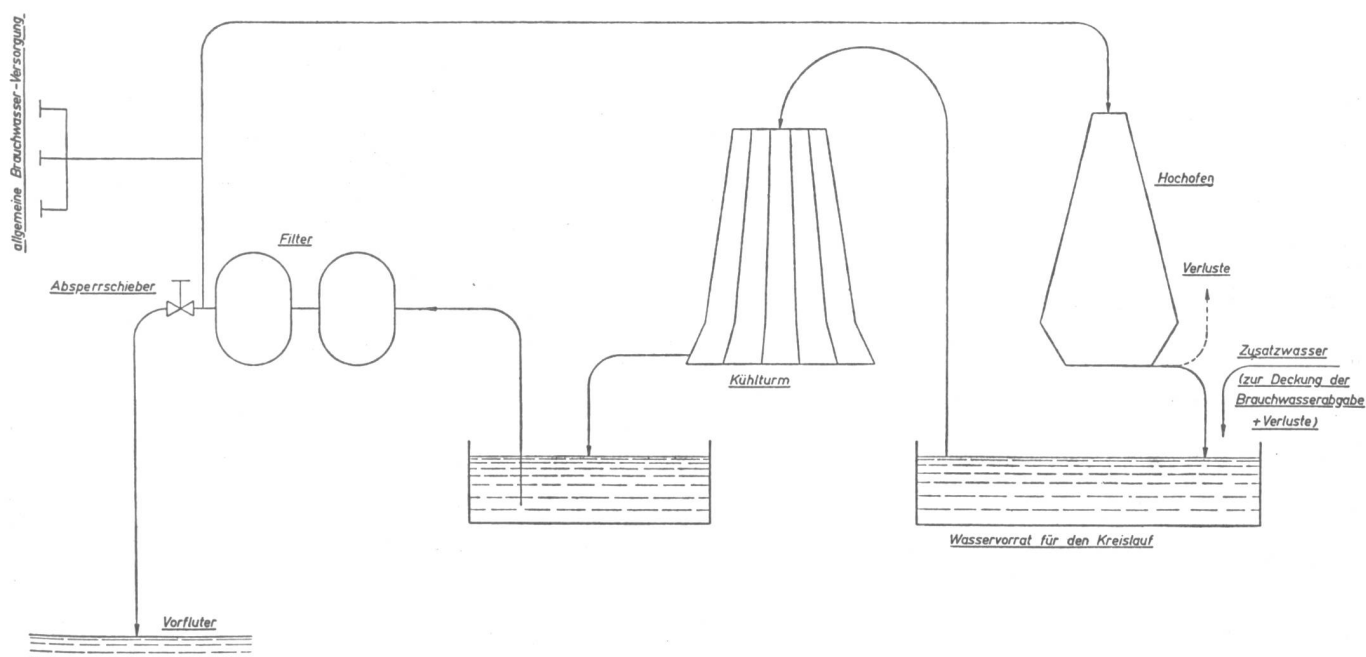 allgemeine Brauchwasser-Versorgung
Hochofen
Filter
Verluste
Absperrschieber
Zusatzwasser
(zur Deckung der
Brauchwasserabgabe
+Verluste)
Kühlturm
Wasservorrat für den Kreislauf
Vorfluter